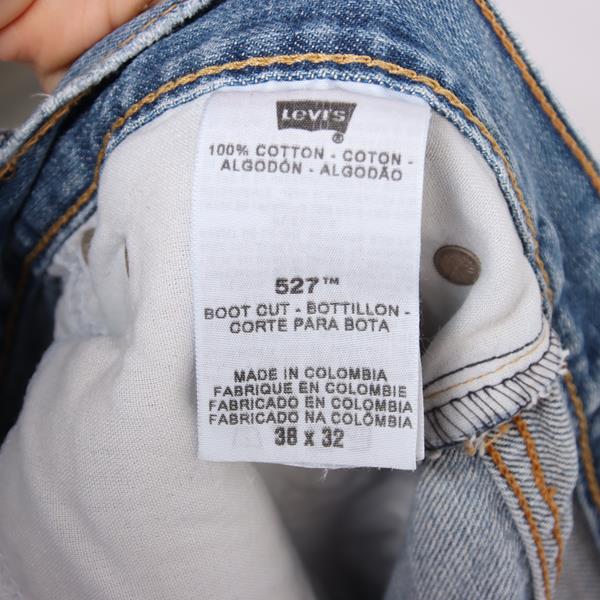 LEVI'S ®
100% COTTON - COTON -
ALGODÓN - ALGODÃO
527™
BOOT CUT - BOTTILLON -
CORTE PARA BOTA
MADE IN COLOMBIA
FABRIQUE EN COLOMBIE
FABRICADO EN COLOMBIA
FABRICADO NA COLÔMBIA
38 x 32